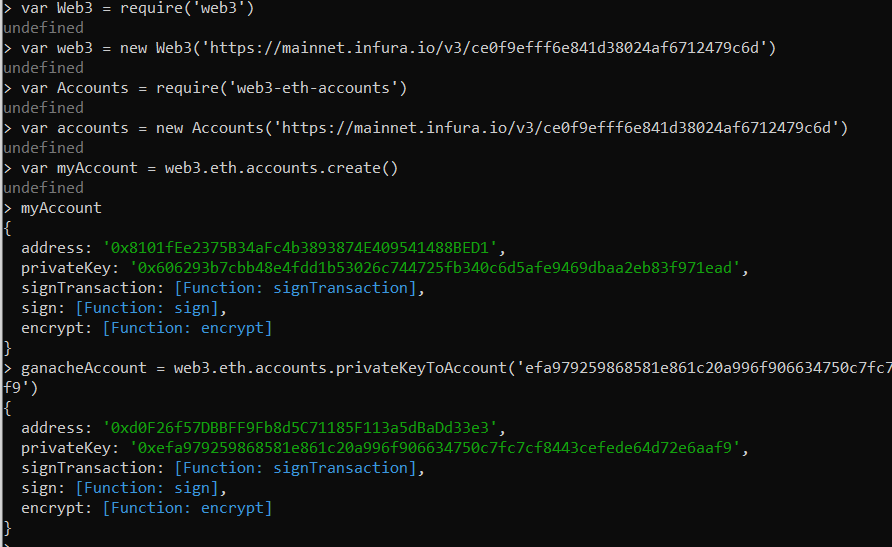 > var Web3 = require('web3')
undefined
> var web3 = new Web3('https://mainnet.infura.io/v3/ce0f9efff6e841d38024af6712479c6d')
undefined
> var Accounts = require('web3-eth-accounts')
undefined
> var accounts = new Accounts('https://mainnet.infura.io/v3/ce0f9efff6e841d38024af6712479c6d')
undefined
> var myAccount = web3.eth.accounts.create()
undefined
> myAccount
{
  address: '0x8101fEe2375B34aFc4b3893874E409541488BED1',
  privateKey: '0x606293b7cbb48e4fdd1b53026c744725fb340c6d5afe9469dbaa2eb83f971ead',
  signTransaction: [Function: signTransaction],
  sign: [Function: sign],
  encrypt: [Function: encrypt]
}
> ganacheAccount = web3.eth.accounts.privateKeyToAccount('efa979259868581e861c20a996f906634750c7fc7
f9')
{
  address: '0xd0F26f57DBBFF9Fb8d5C71185F113a5dBaDd33e3',
  privateKey: '0xefa979259868581e861c20a996f906634750c7fc7cf8443cefede64d72e6aaf9',
  signTransaction: [Function: signTransaction],
  sign: [Function: sign],
  encrypt: [Function: encrypt]
}
>